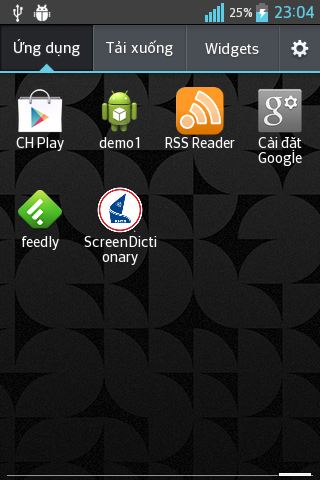 25% 23:04
Ứng dụng Tải xuống Widgets
CH Play demo1 RSS Reader Cài đặt
Google
feedly ScreenDicti
onary